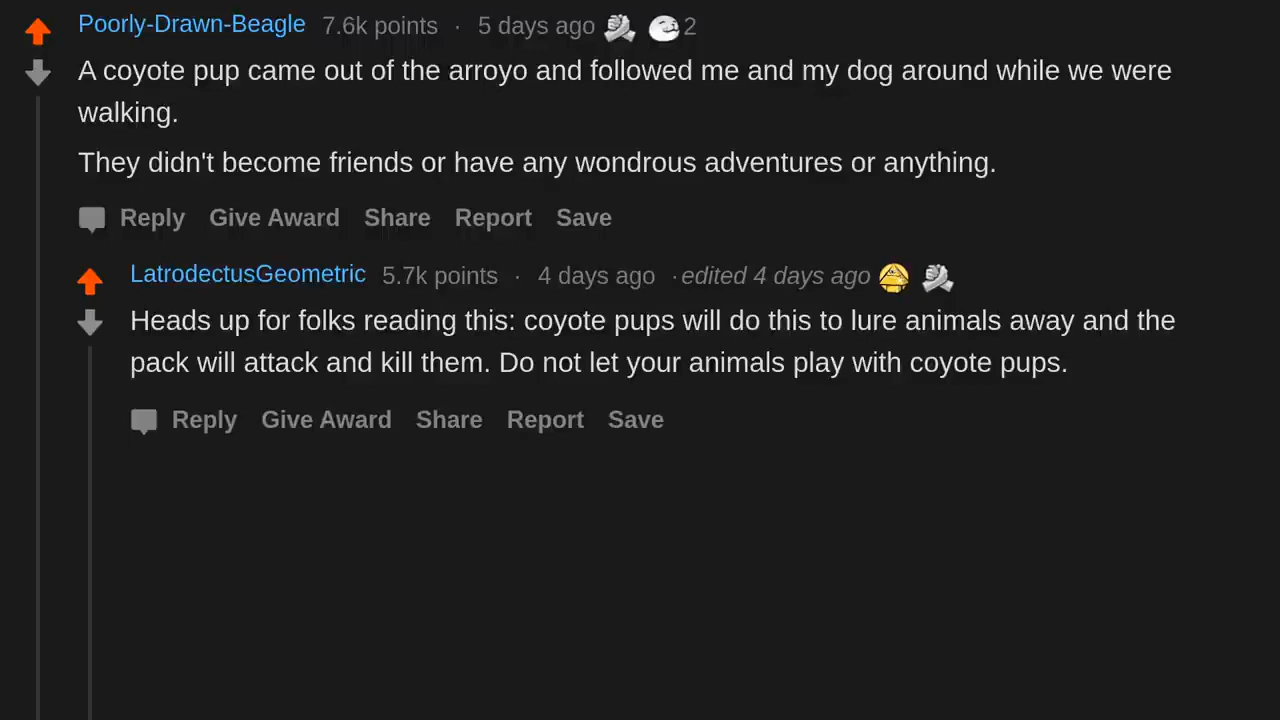 Poorly-Drawn-Beagle 7.6k points · 5 days ago 2
A coyote pup came out of the arroyo and followed me and my dog around while we were
walking.
They didn't become friends or have any wondrous adventures or anything.
Reply Give Award Share Report Save
LatrodectusGeometric 5.7k points · 4 days ago · edited 4 days ago
Heads up for folks reading this: coyote pups will do this to lure animals away and the
pack will attack and kill them. Do not let your animals play with coyote pups.
Reply Give Award Share Report Save